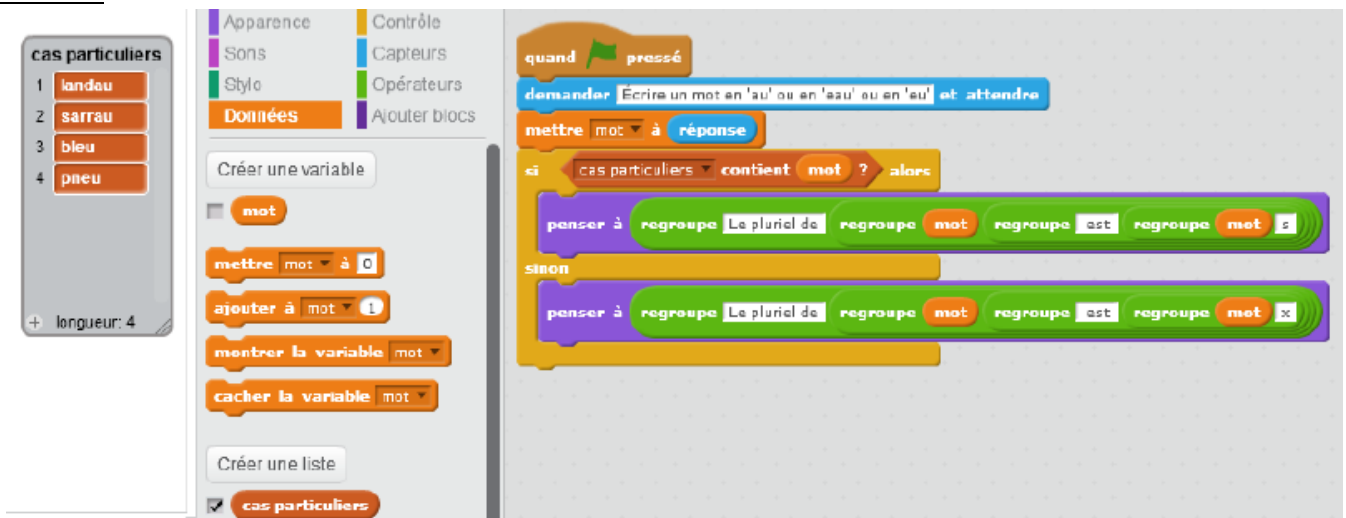 cas particuliers
1 landau
2 sarrau
3 bleu
4 pneu
+ longueur: 4
Apparence Contrôle
Sons Capteurs
Stylo Opérateurs
Données Ajouter blocs
Créer une variable
mot
mettre mot à 0
ajouter à mot 1
montrer la variable mot
cacher la variable mot
Créer une liste
cas particuliers
quand pressé
demander Écrire un mot en 'au' ou en 'eau' ou en 'eu' et attendre
mettre mot à réponse
si cas particuliers contient mot ? alors
penser à regroupe Le pluriel de regroupe mot regroupe est regroupe mot s
sinon
penser à regroupe Le pluriel de regroupe mot regroupe est regroupe mot x